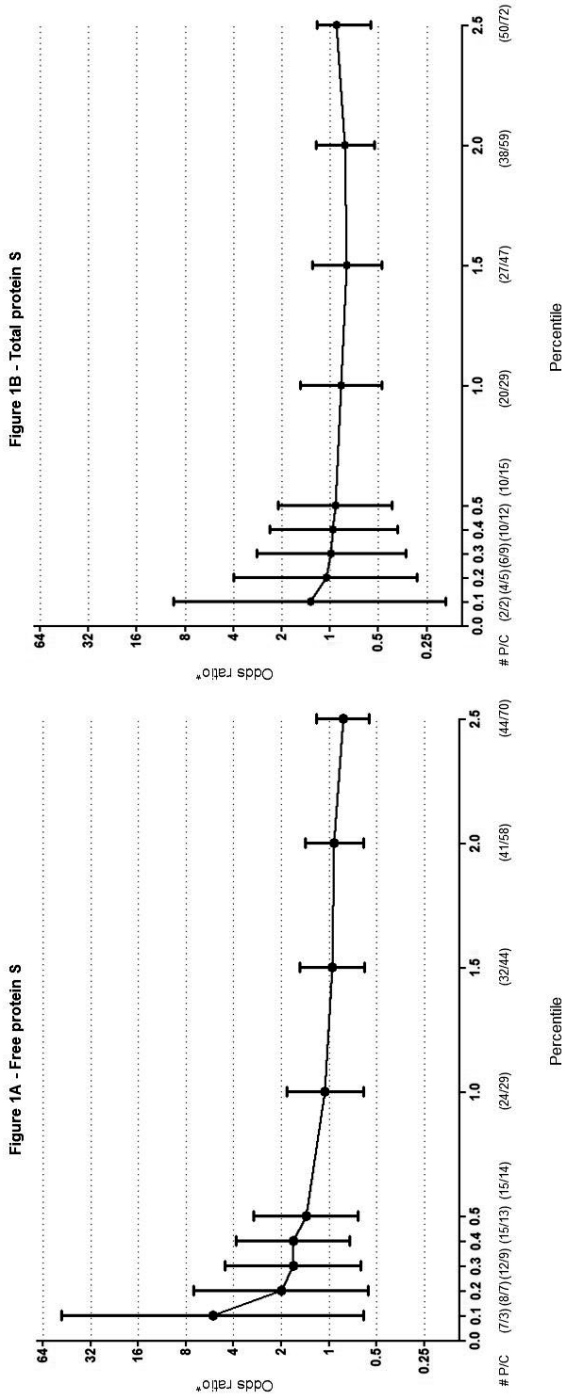 Figure 1A - Free protein S
Odds ratio*
64
32
16
8
4
2
1
0.5
0.25
0.0 0.1 0.2 0.3 0.4 0.5 1.0 1.5 2.0 2.5
# P/C (7/3) (8/7) (12/9) (15/13) (15/14) (24/29) (32/44) (41/58) (44/70)
Percentile
Figure 1B - Total protein S
Odds ratio*
64
32
16
8
4
2
1
0.5
0.25
0.0 0.1 0.2 0.3 0.4 0.5 1.0 1.5 2.0 2.5
# P/C (2/2) (4/5) (6/9) (10/12) (10/15) (20/29) (27/47) (38/59) (50/72)
Percentile